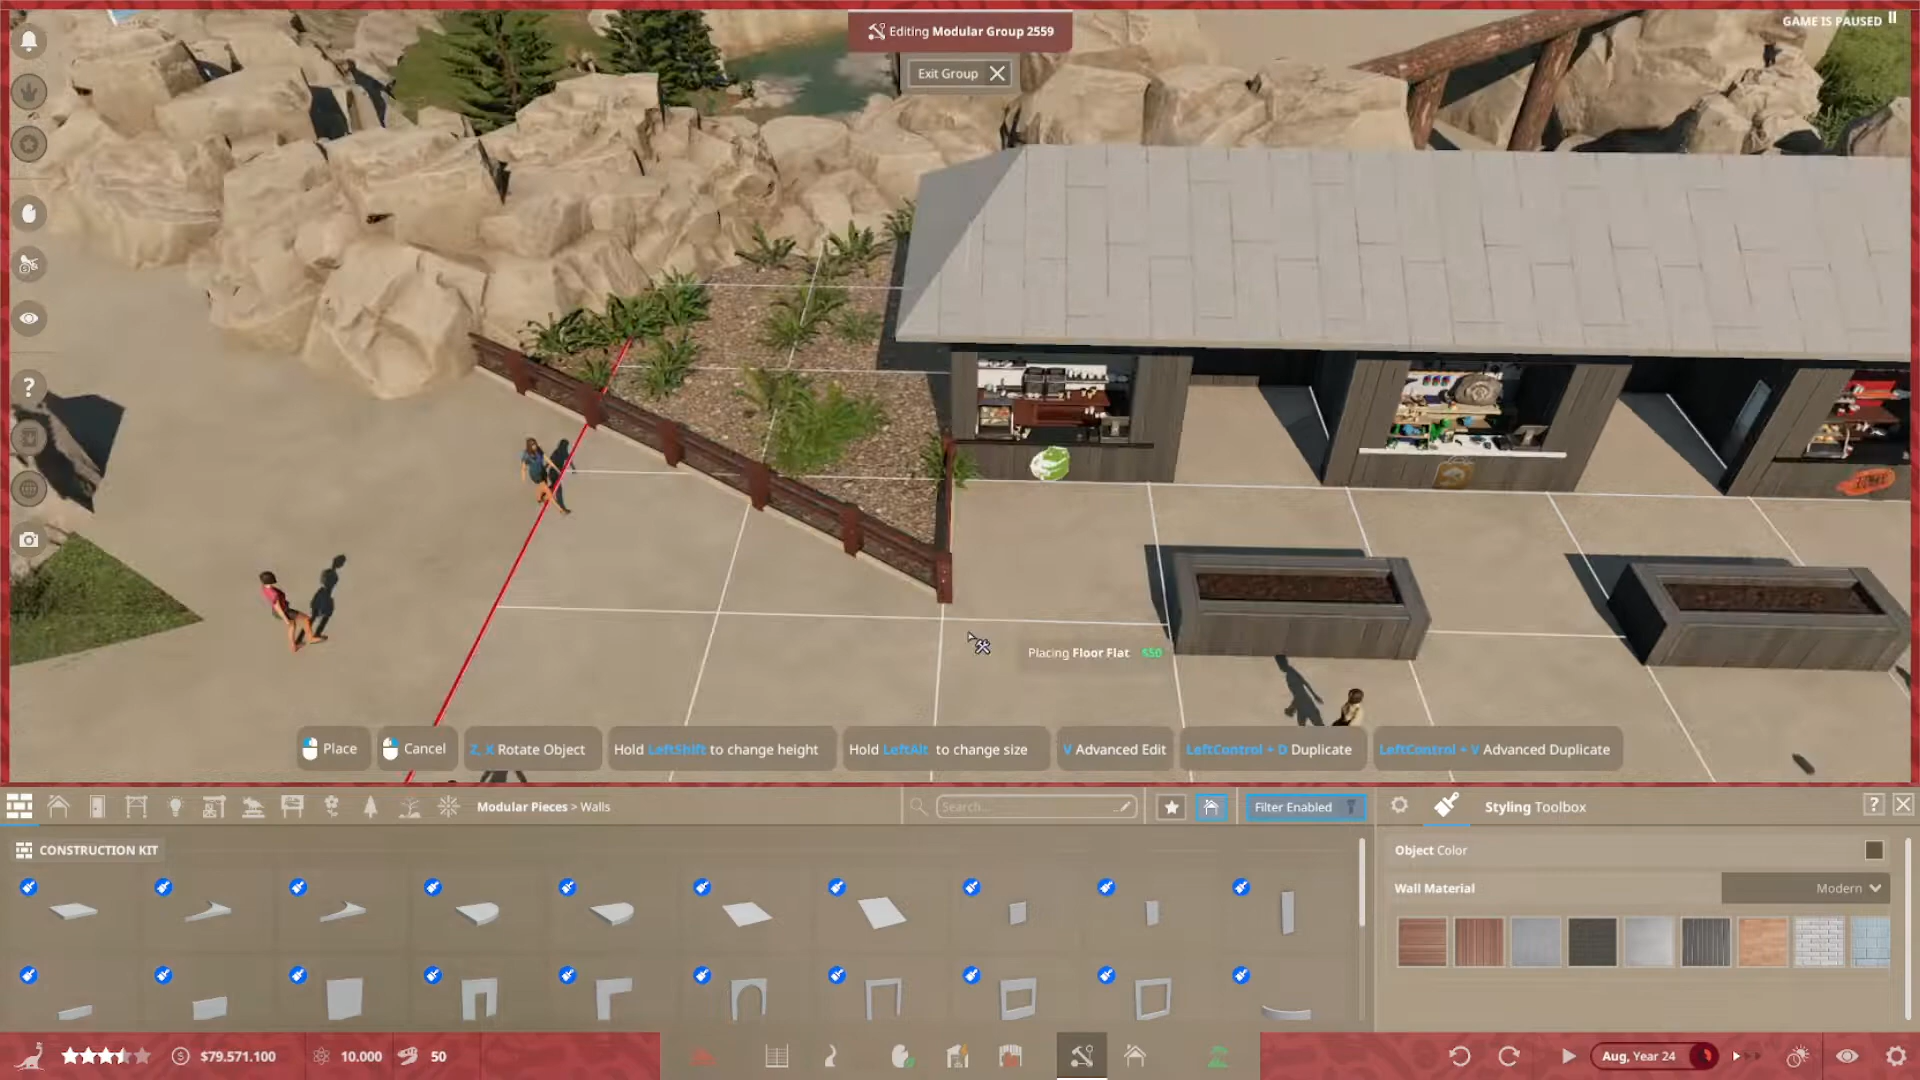 Editing Modular Group 2559
GAME IS PAUSED
Exit Group
?
Placing Floor Flat $50
Place
Cancel
Z, X Rotate Object
Hold LeftShift to change height
Hold LeftAlt to change size
V Advanced Edit
LeftControl + D Duplicate
LeftControl + V Advanced Duplicate
Modular Pieces > Walls
Search...
Filter Enabled
Styling Toolbox
?
CONSTRUCTION KIT
Object Color
Wall Material
Modern
$79.571.100
10.000
50
Aug, Year 24